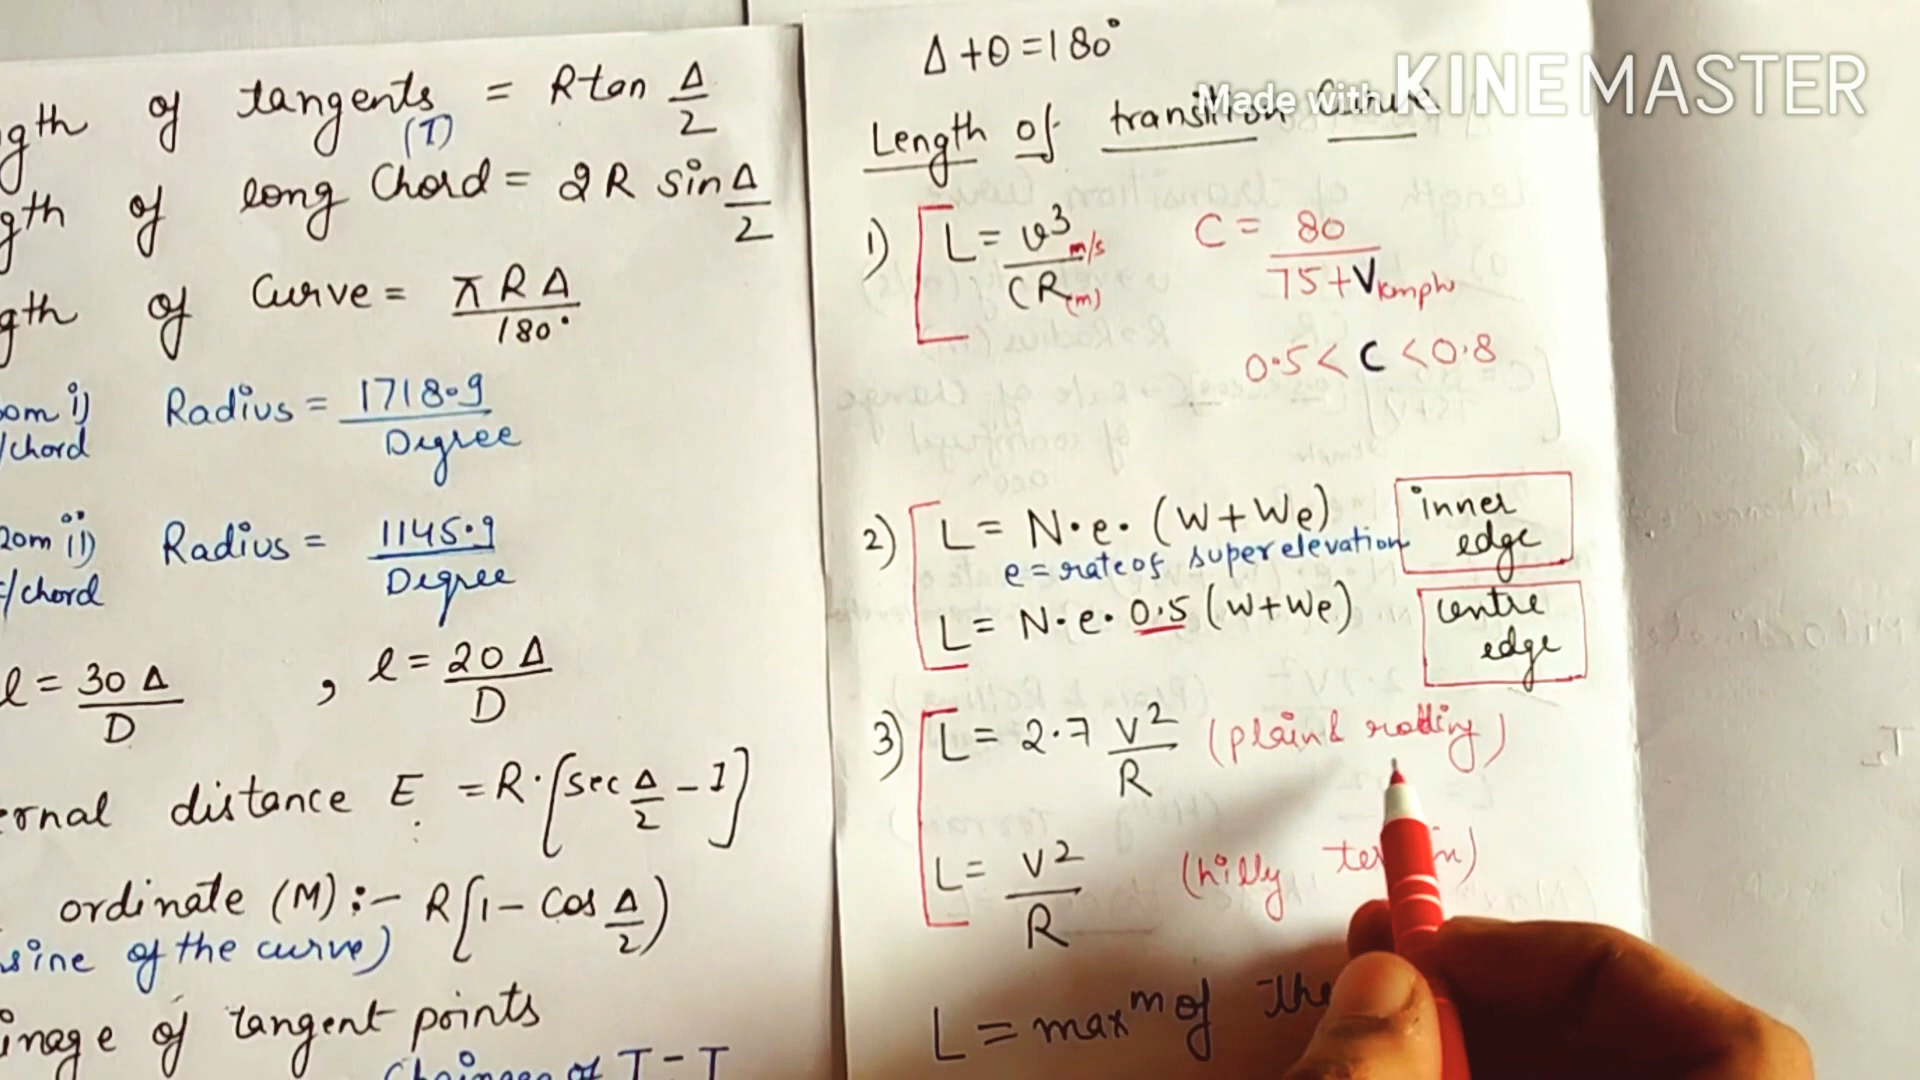 gth of tangents = R tan Δ/2
(T)
gth of long Chord = 2R sin Δ/2
gth of Curve = πRΔ/180°
om i) Radius = 1718.9/Degree
/chord
20m ii) Radius = 1145.9/Degree
/chord
l = 30Δ/D , l = 20Δ/D
ernal distance E = R.[sec Δ/2 - 1]
ordinate (M) :- R[1 - Cos Δ/2)
sine of the curve)
inage of tangent points
T - T
Δ + θ = 180°
Made with KINEMASTER
Length of transition Curve
1) L = v³ m/s / CR (m) C = 80/75+V kmph
0.5 < C < 0.8
2) L = N.e. (W+We) inner edge
e = rate of superelevation
L = N.e. 0.5 (W+We) centre edge
3) L = 2.7 V²/R (plain &
L = V²/R (hilly
L = maxᵐ of the